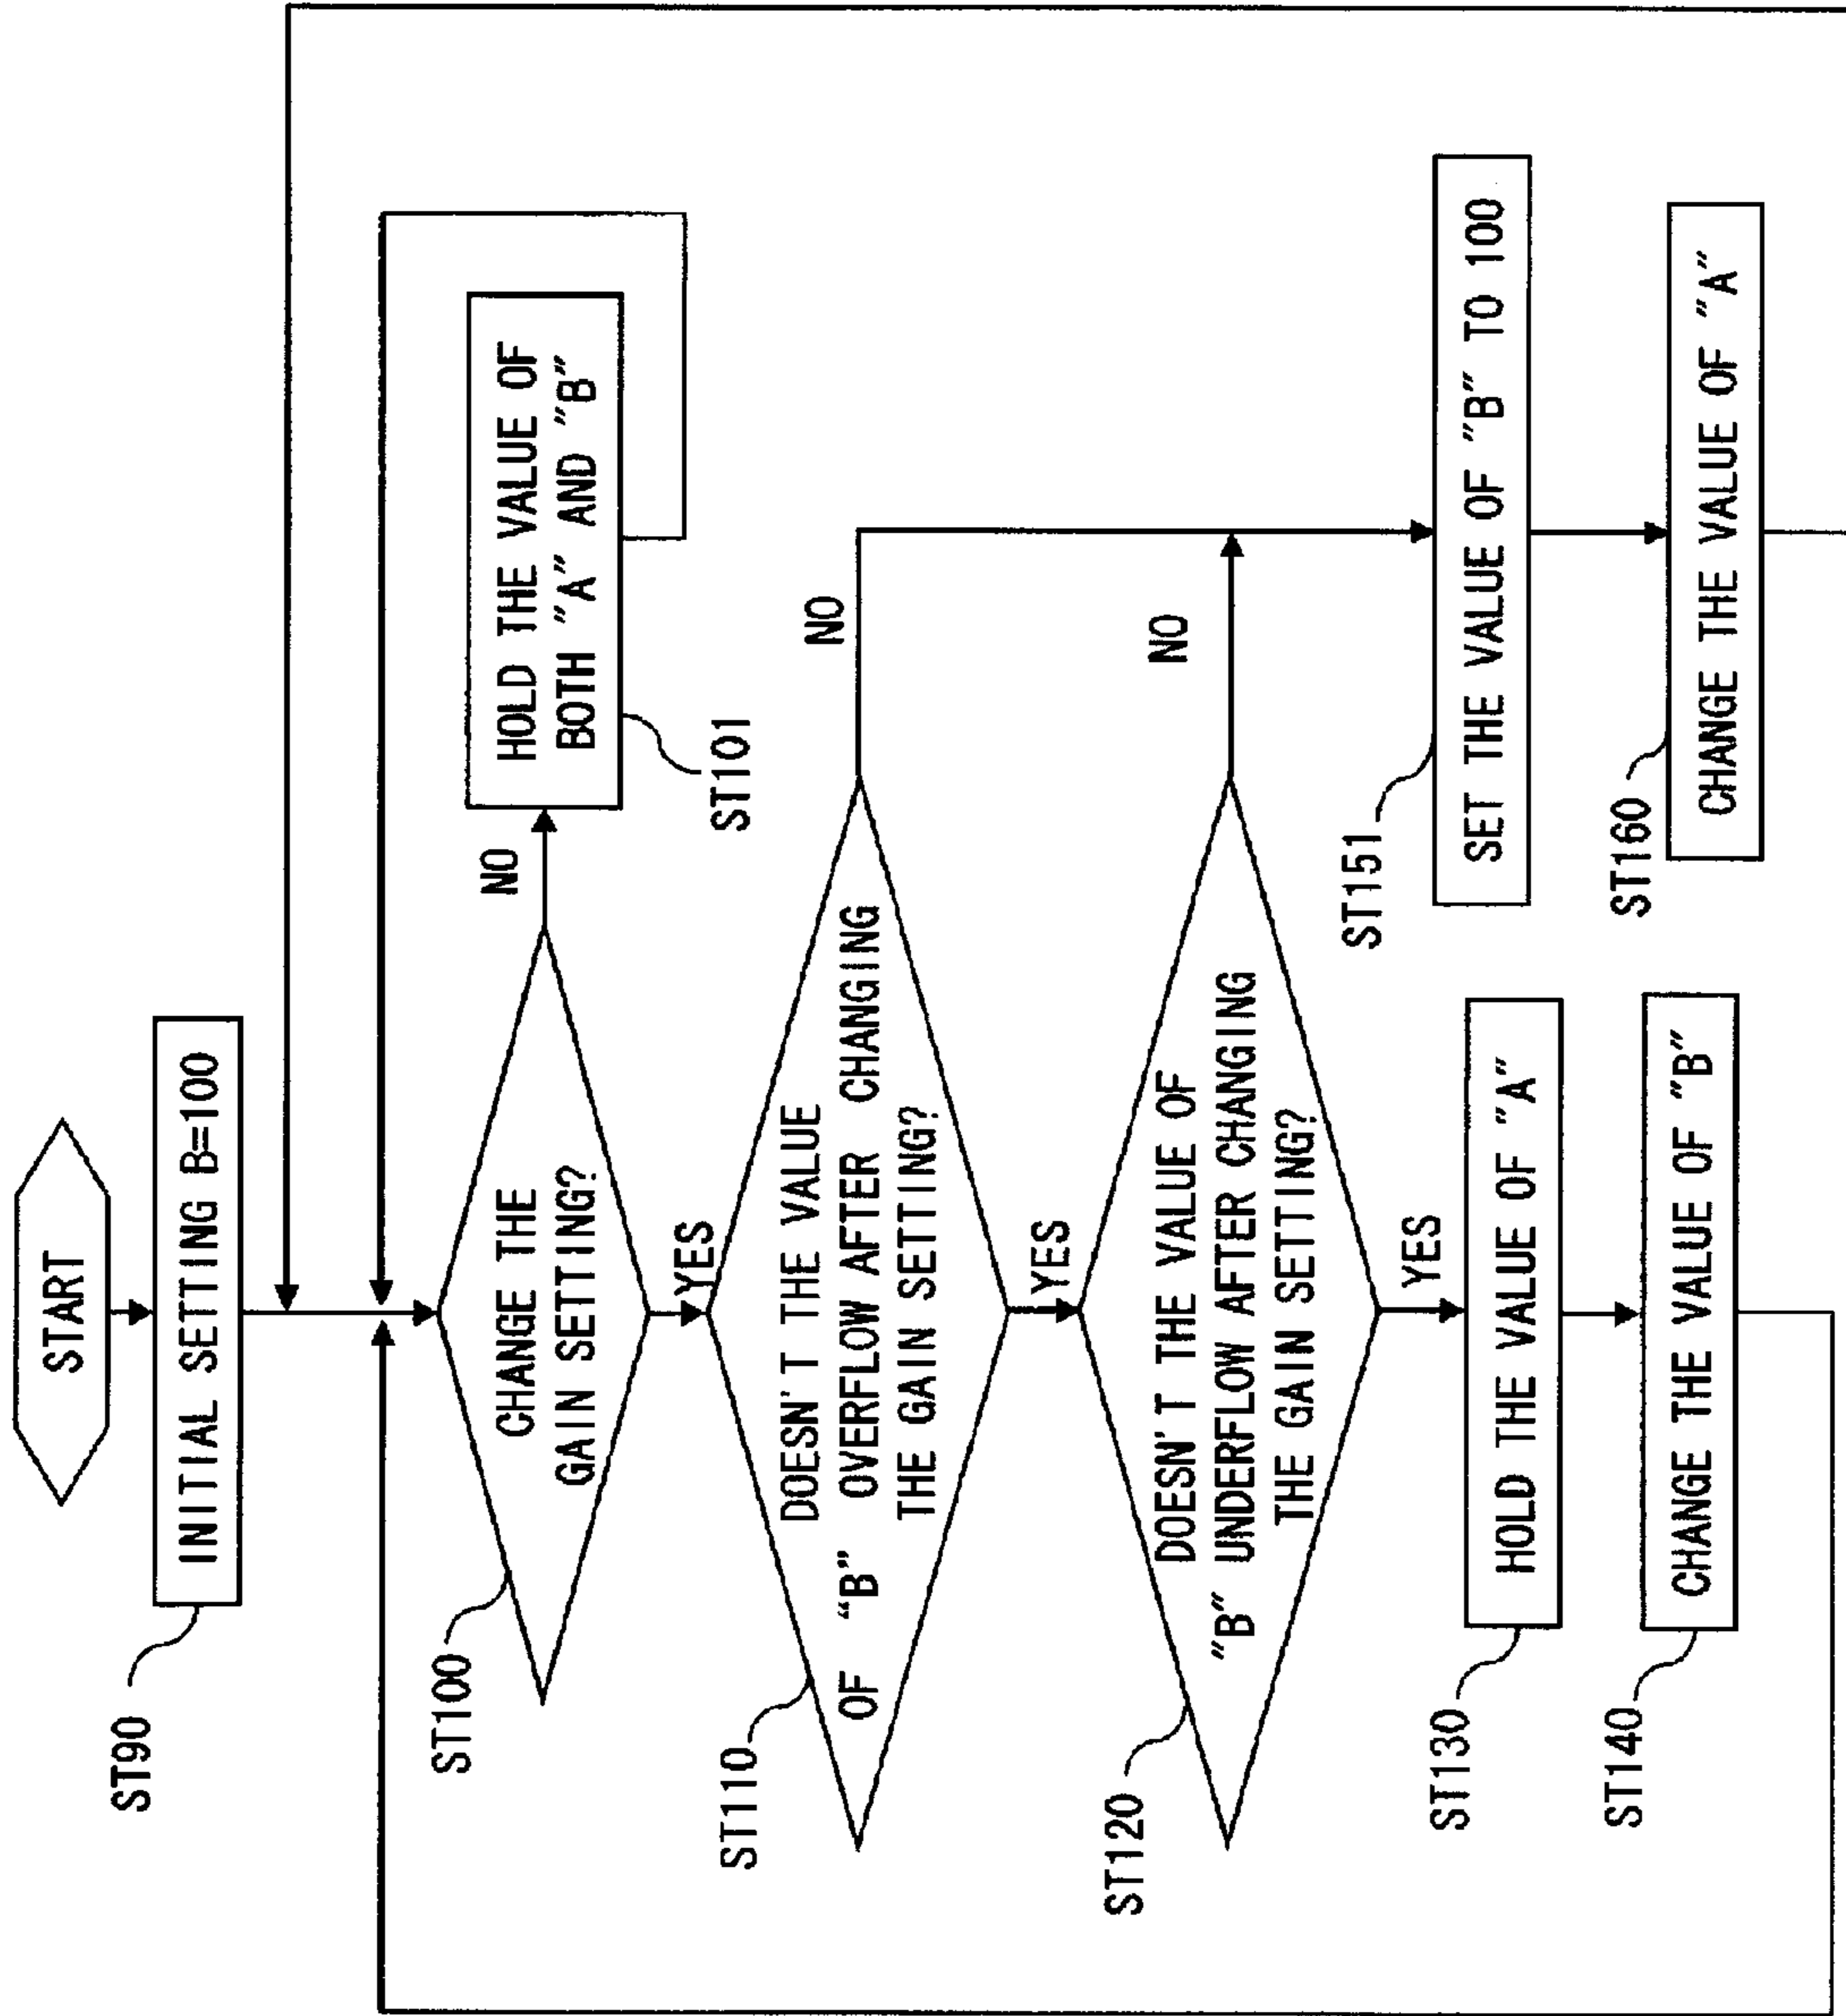 START
ST90
INITIAL SETTING B=100
ST100
CHANGE THE
GAIN SETTING?
NO
HOLD THE VALUE OF
BOTH "A" AND "B"
ST101
YES
ST110
DOESN'T THE VALUE
OF "B" OVERFLOW AFTER CHANGING
THE GAIN SETTING?
NO
YES
ST120
DOESN'T THE VALUE OF
"B" UNDERFLOW AFTER CHANGING
THE GAIN SETTING?
NO
YES
ST130
HOLD THE VALUE OF "A"
ST151
SET THE VALUE OF "B" TO 100
ST140
CHANGE THE VALUE OF "B"
ST160
CHANGE THE VALUE OF "A"